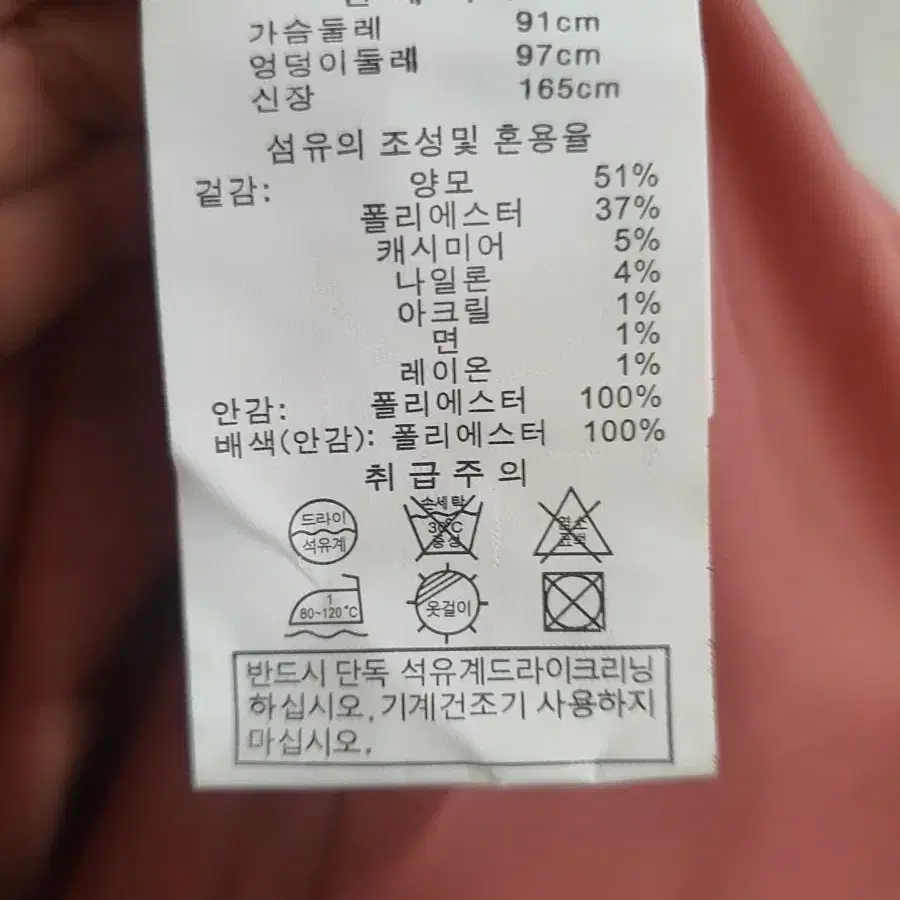 가슴둘레 91cm
엉덩이둘레 97cm
신장 165cm
섬유의 조성및 혼용율
겉감: 양모 51%
폴리에스터 37%
캐시미어 5%
나일론 4%
아크릴 1%
면 1%
레이온 1%
안감: 폴리에스터 100%
배색(안감): 폴리에스터 100%
취급주의
드라이
석유계
손세탁
30℃
중성
염소
표백
1
80~120℃
옷걸이
반드시 단독 석유계드라이크리닝
하십시오.기계건조기 사용하지
마십시오.